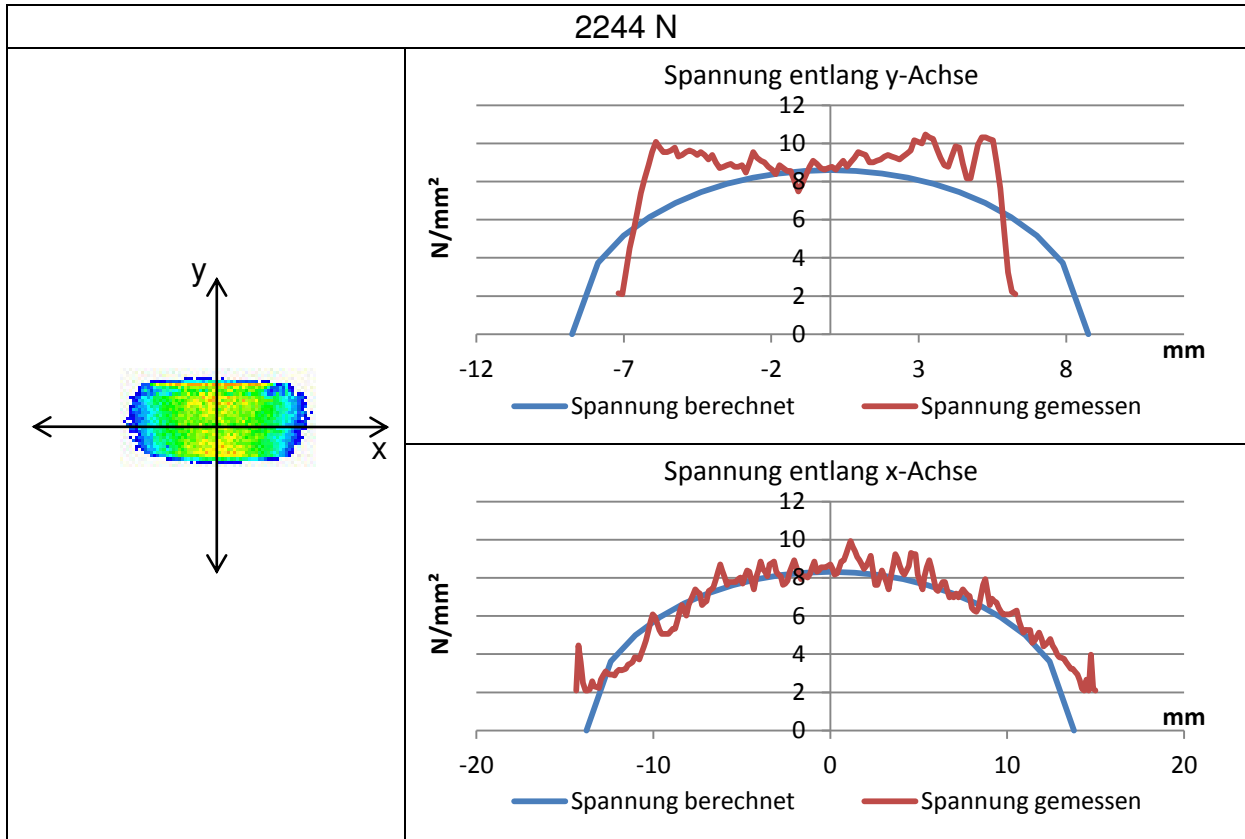 2244 N
Spannung entlang y-Achse
12
10
8
6
4
2
0
N/mm²
-12 -7 -2 3 8
mm
Spannung berechnet Spannung gemessen
y
x
Spannung entlang x-Achse
12
10
8
6
4
2
0
N/mm²
mm
-20 -10 0 10 20
Spannung berechnet Spannung gemessen